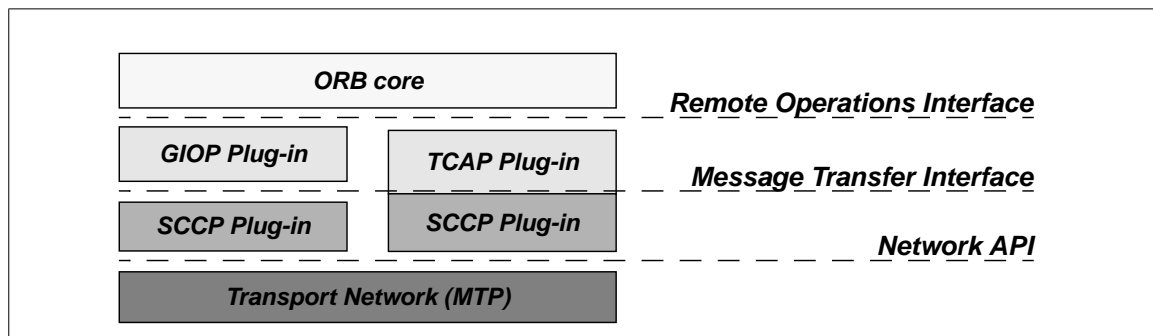 ORB core
Remote Operations Interface
GIOP Plug-in
TCAP Plug-in
Message Transfer Interface
SCCP Plug-in
SCCP Plug-in
Network API
Transport Network (MTP)